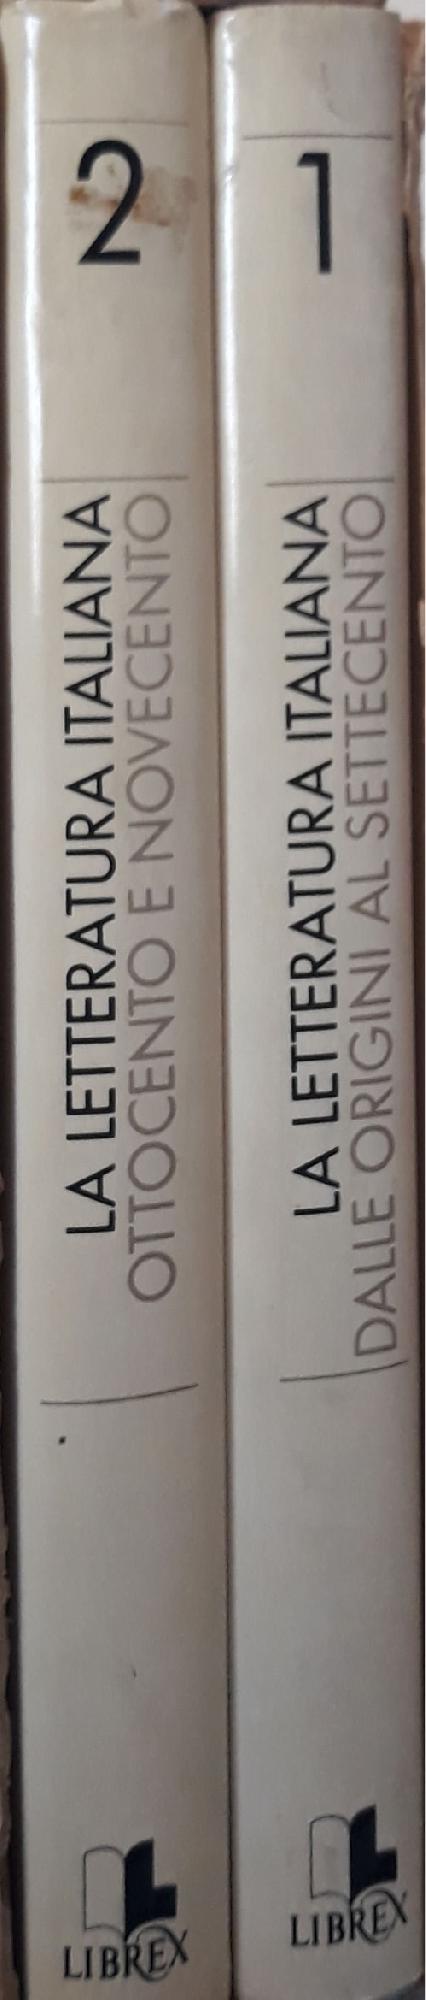 2
LA LETTERATURA ITALIANA
OTTOCENTO E NOVECENTO
LIBREX
1
LA LETTERATURA ITALIANA
DALLE ORIGINI AL SETTECENTO
LIBREX